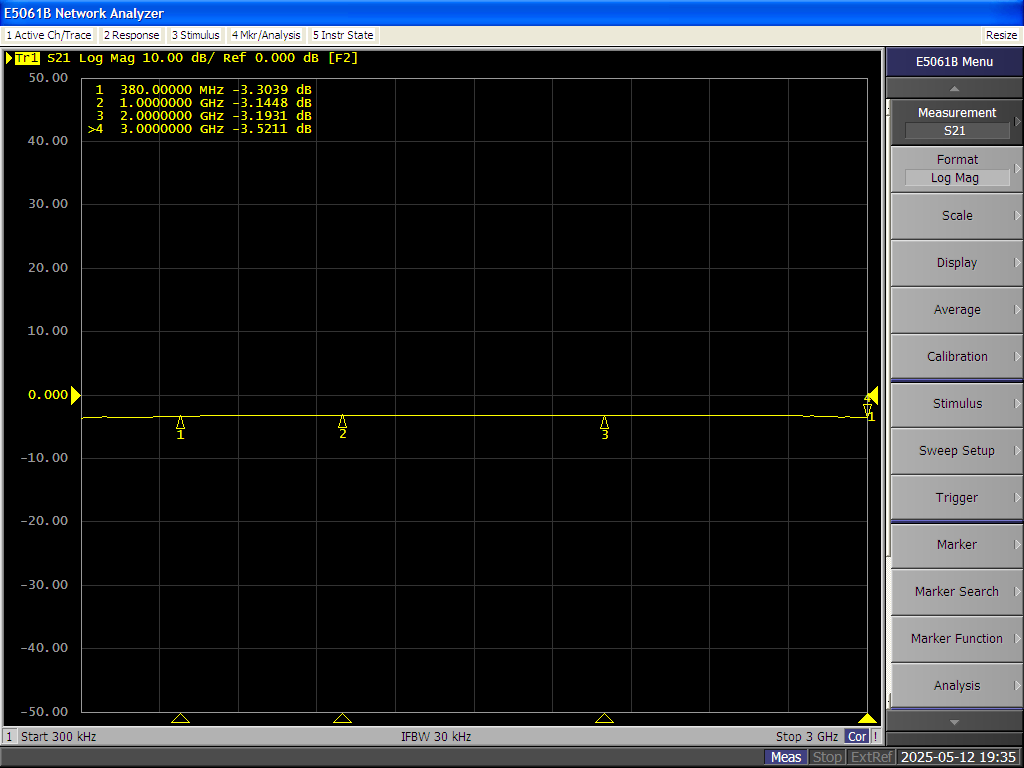 E5061B Network Analyzer
1 Active Ch/Trace 2 Response 3 Stimulus 4 Mkr/Analysis 5 Instr State Resize
Tr1 S21 Log Mag 10.00 dB/ Ref 0.000 dB [F2]
50.00
1 380.00000 MHz -3.3039 dB
2 1.0000000 GHz -3.1448 dB
3 2.0000000 GHz -3.1931 dB
>4 3.0000000 GHz -3.5211 dB
40.00
30.00
20.00
10.00
0.000
4
1
1 2 3
-10.00
-20.00
-30.00
-40.00
-50.00
1 Start 300 kHz IFBW 30 kHz Stop 3 GHz Cor !
E5061B Menu
Measurement
S21
Format
Log Mag
Scale
Display
Average
Calibration
Stimulus
Sweep Setup
Trigger
Marker
Marker Search
Marker Function
Analysis
Meas Stop ExtRef 2025-05-12 19:35